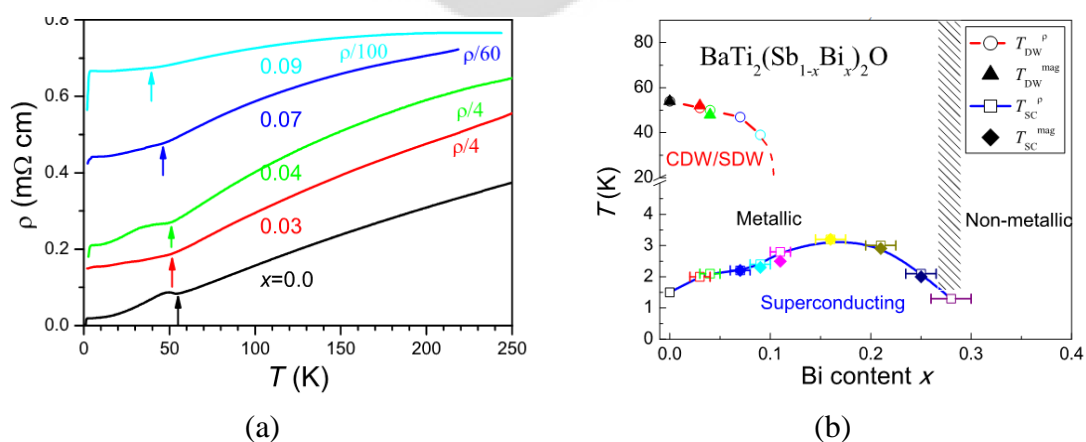 0.8
0.6
0.4
0.2
0.0
ρ (mΩ cm)
0.09
ρ/100
ρ/60
0.07
ρ/4
0.04
ρ/4
0.03
x=0.0
0 50 100 150 200 250
T (K)
(a)
80
60
40
20
4
3
2
1
0
T(K)
BaTi2(Sb1-xBix)2O
TDWρ
TDWmag
TSCρ
TSCmag
CDW/SDW
Metallic
Non-metallic
Superconducting
0.0 0.1 0.2 0.3 0.4
Bi content x
(b)